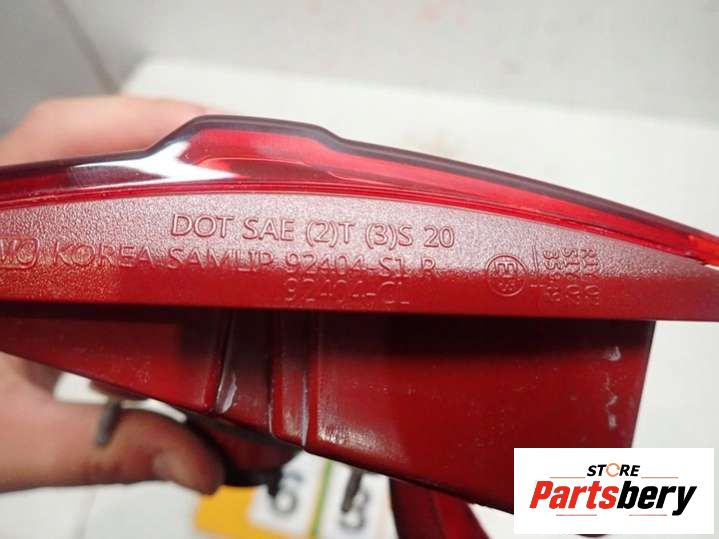 DOT SAE (2)T (3)S 20
KOREA SAMLIP 92404-S1 R
92404-CL
STORE
Partsbery